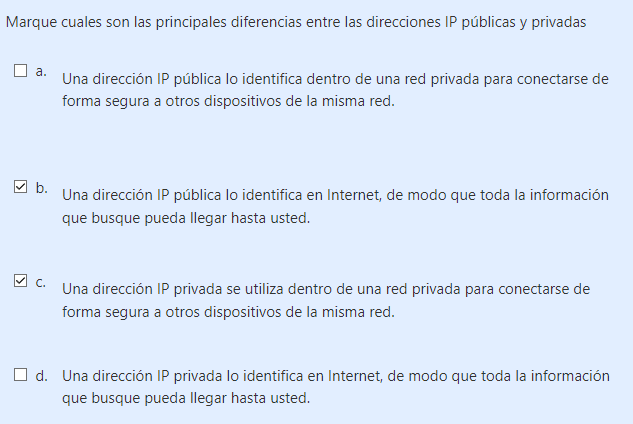 Marque cuales son las principales diferencias entre las direcciones IP públicas y privadas
a. Una dirección IP pública lo identifica dentro de una red privada para conectarse de
forma segura a otros dispositivos de la misma red.
b. Una dirección IP pública lo identifica en Internet, de modo que toda la información
que busque pueda llegar hasta usted.
c. Una dirección IP privada se utiliza dentro de una red privada para conectarse de
forma segura a otros dispositivos de la misma red.
d. Una dirección IP privada lo identifica en Internet, de modo que toda la información
que busque pueda llegar hasta usted.